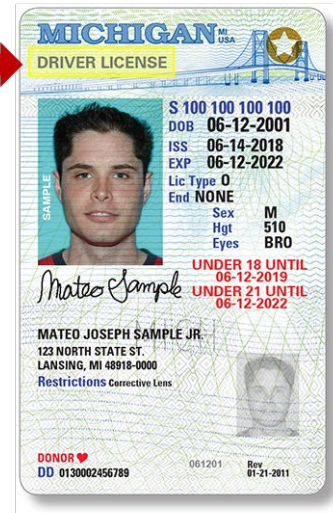 MICHIGAN MI USA
DRIVER LICENSE
SAMPLE
S 100 100 100 100
DOB 06-12-2001
ISS 06-14-2018
EXP 06-12-2022
Lic Type O
End NONE
Sex M
Hgt 510
Eyes BRO
UNDER 18 UNTIL
06-12-2019
UNDER 21 UNTIL
06-12-2022
Mateo Sample
MATEO JOSEPH SAMPLE JR.
123 NORTH STATE ST.
LANSING, MI 48918-0000
Restrictions Corrective Lens
DONOR
DD 0130002456789
061201
Rev
01-21-2011